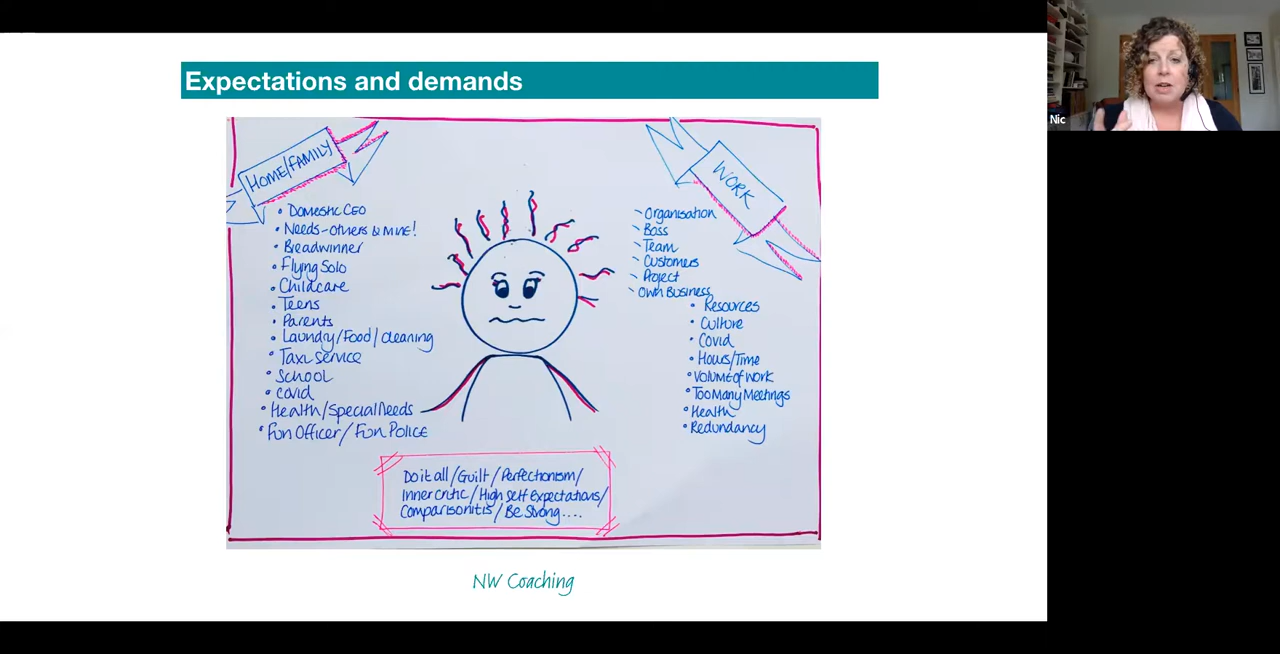 Expectations and demands
Nic
HOME/FAMILY
WORK
• Domestic CEO
• Needs - Others & Mine!
• Breadwinner
• Flying Solo
• Childcare
• Teens
• Parents
• Laundry/Food/Cleaning
• Taxi Service
• School
• Covid
• Health/Special Needs
• Fun Officer/Fun Police
- Organisation
- Boss
- Team
- Customers
- Project
- Own Business
• Resources
• Culture
• Covid
• Hours/Time
• Volume of Work
• Too Many Meetings
• Health
• Redundancy
Do it all/Guilt/Perfectionism/
Inner Critic/High Self Expectations/
Comparisonitis/Be Strong....
NW Coaching